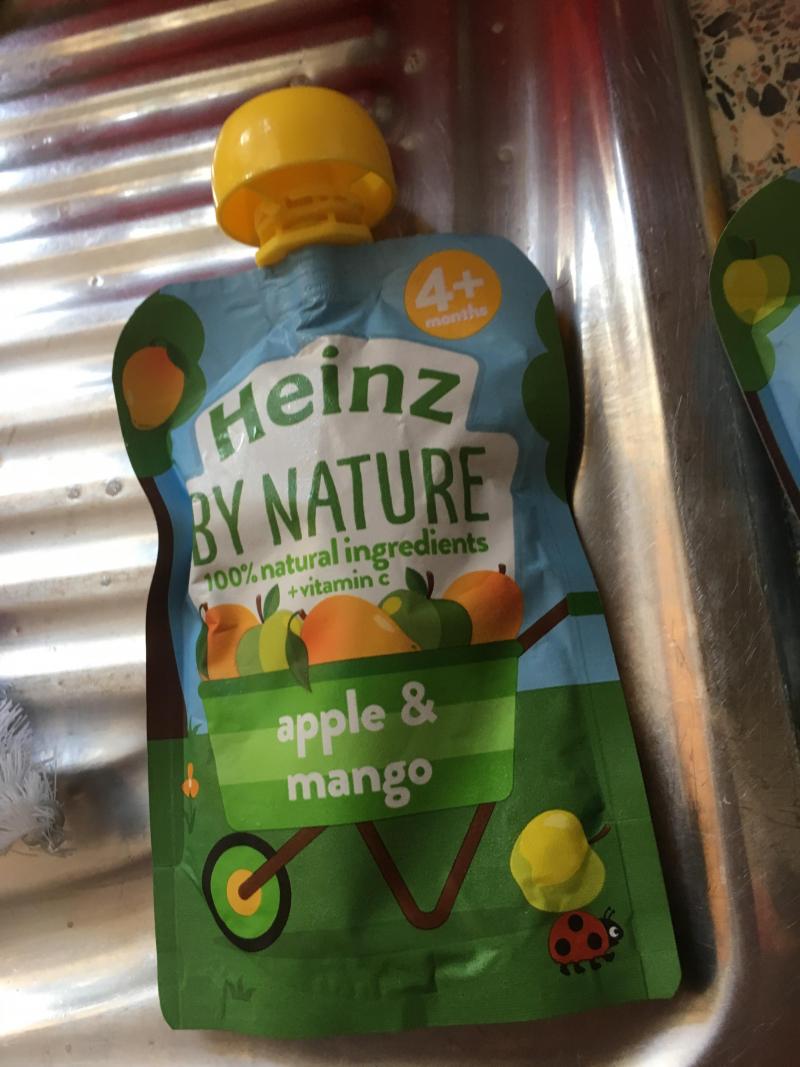 4+
months
Heinz
BY NATURE
100% natural ingredients
+vitamin c
apple &
mango